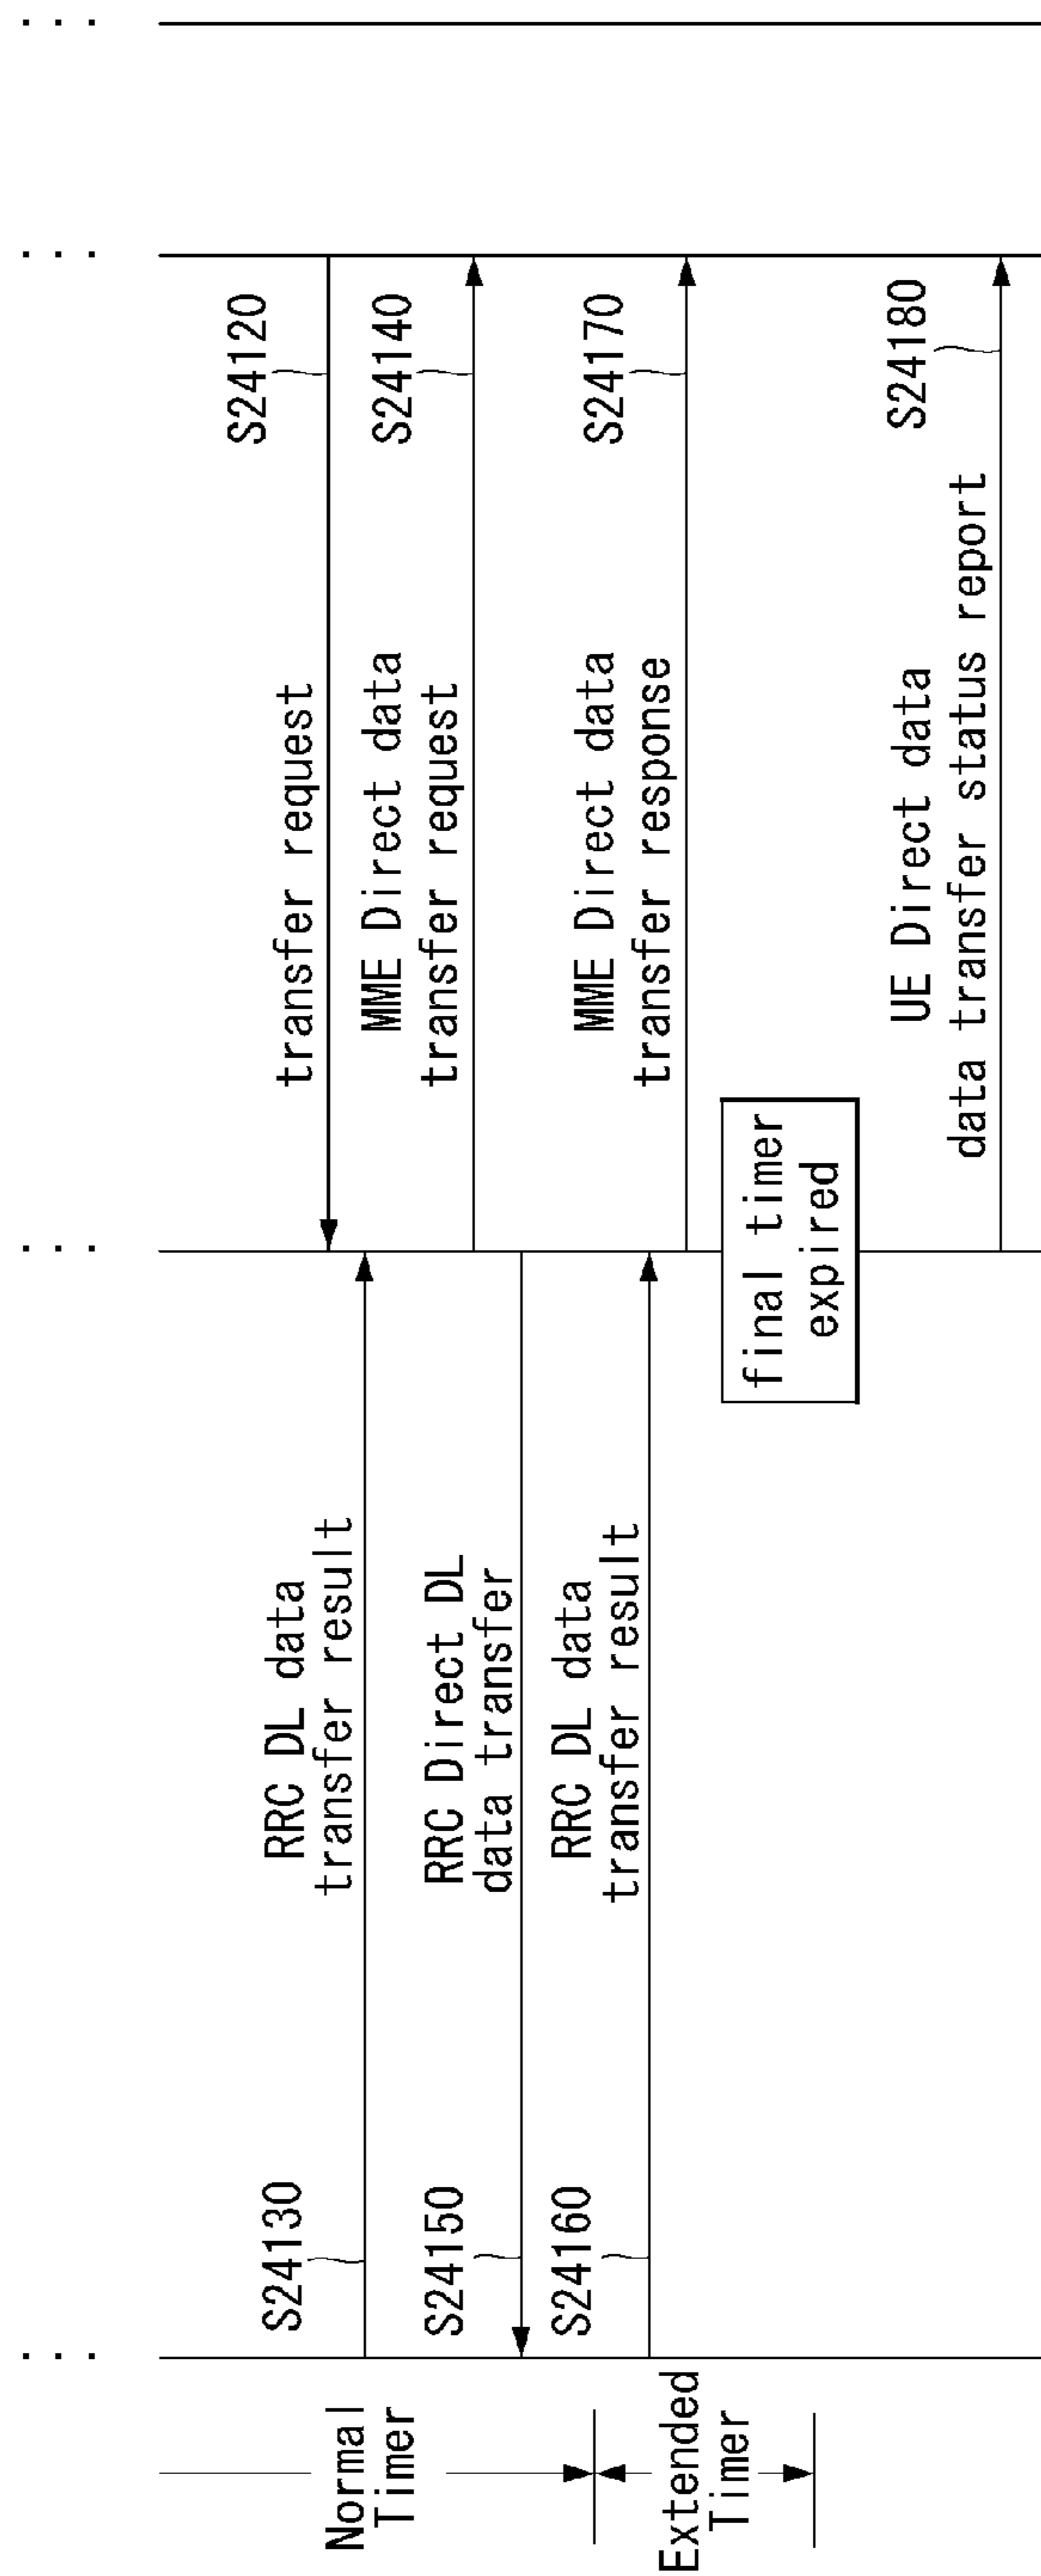 ...
...
...
...
S24120
transfer request
S24130
RRC DL data
transfer result
S24140
MME Direct data
transfer request
Normal
Timer
S24150
RRC Direct DL
data transfer
S24160
RRC DL data
transfer result
S24170
MME Direct data
transfer response
Extended
Timer
final timer
expired
S24180
UE Direct data
data transfer status report